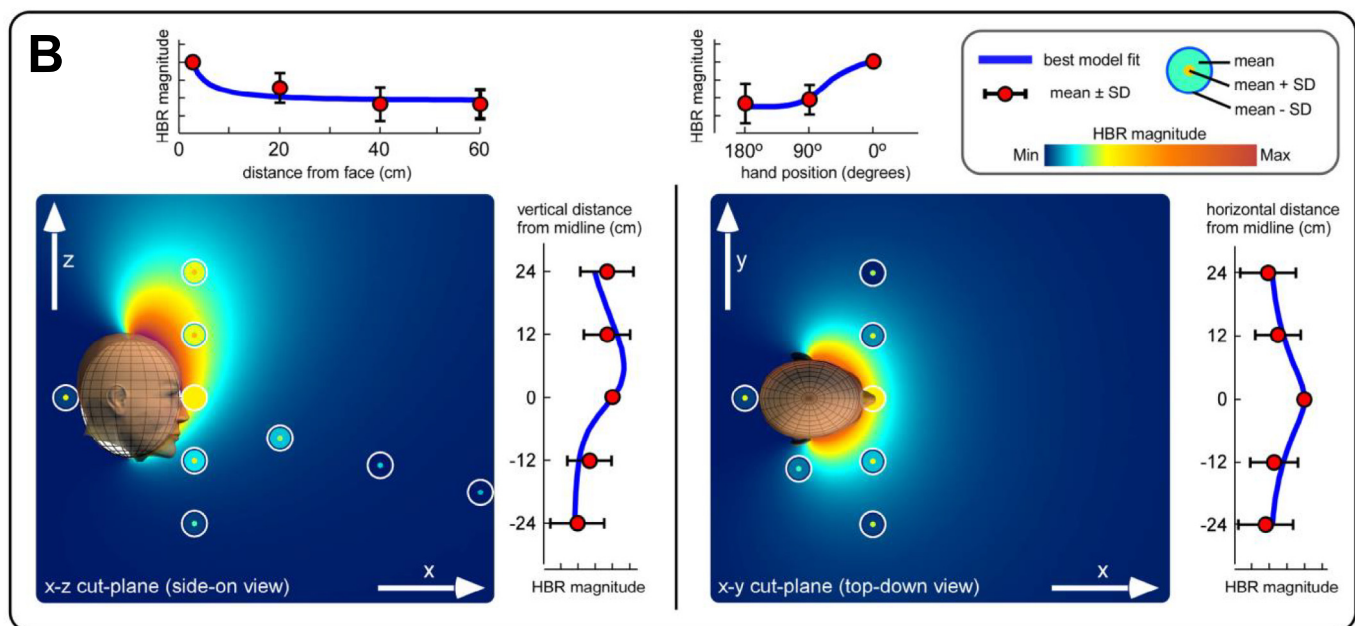 B
HBR magnitude
0 20 40 60
distance from face (cm)
HBR magnitude
180º 90º 0º
hand position (degrees)
best model fit
mean ± SD
mean
mean + SD
mean - SD
HBR magnitude
Min Max
z
x
x-z cut-plane (side-on view)
vertical distance
from midline (cm)
24
12
0
-12
-24
HBR magnitude
y
x
x-y cut-plane (top-down view)
horizontal distance
from midline (cm)
24
12
0
-12
-24
HBR magnitude